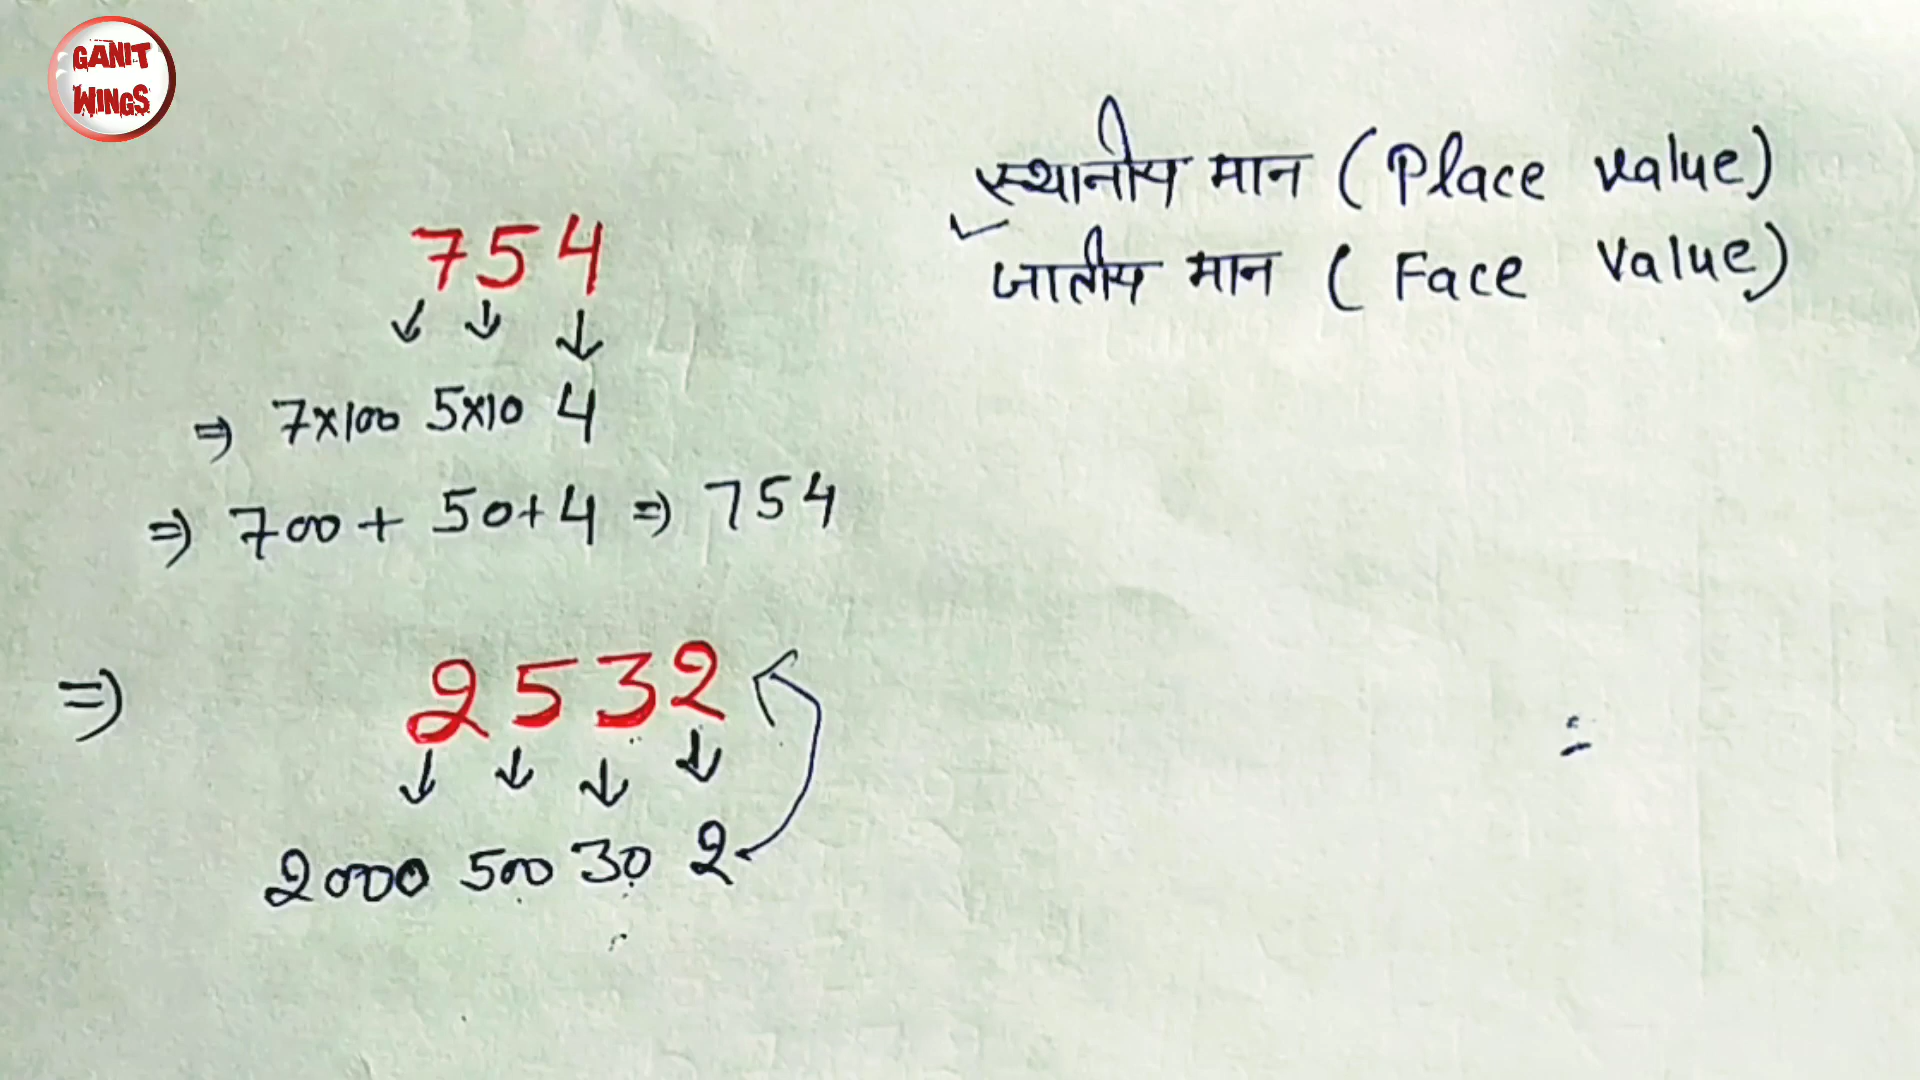 GANIT
WINGS
स्थानीय मान (Place value)
जातीय मान (Face Value)
754
↓ ↓ ↓
⇒ 7×100 5×10 4
⇒ 700 + 50+4 ⇒ 754
⇒ 2532
↓ ↓ ↓ ↓
2000 500 30 2